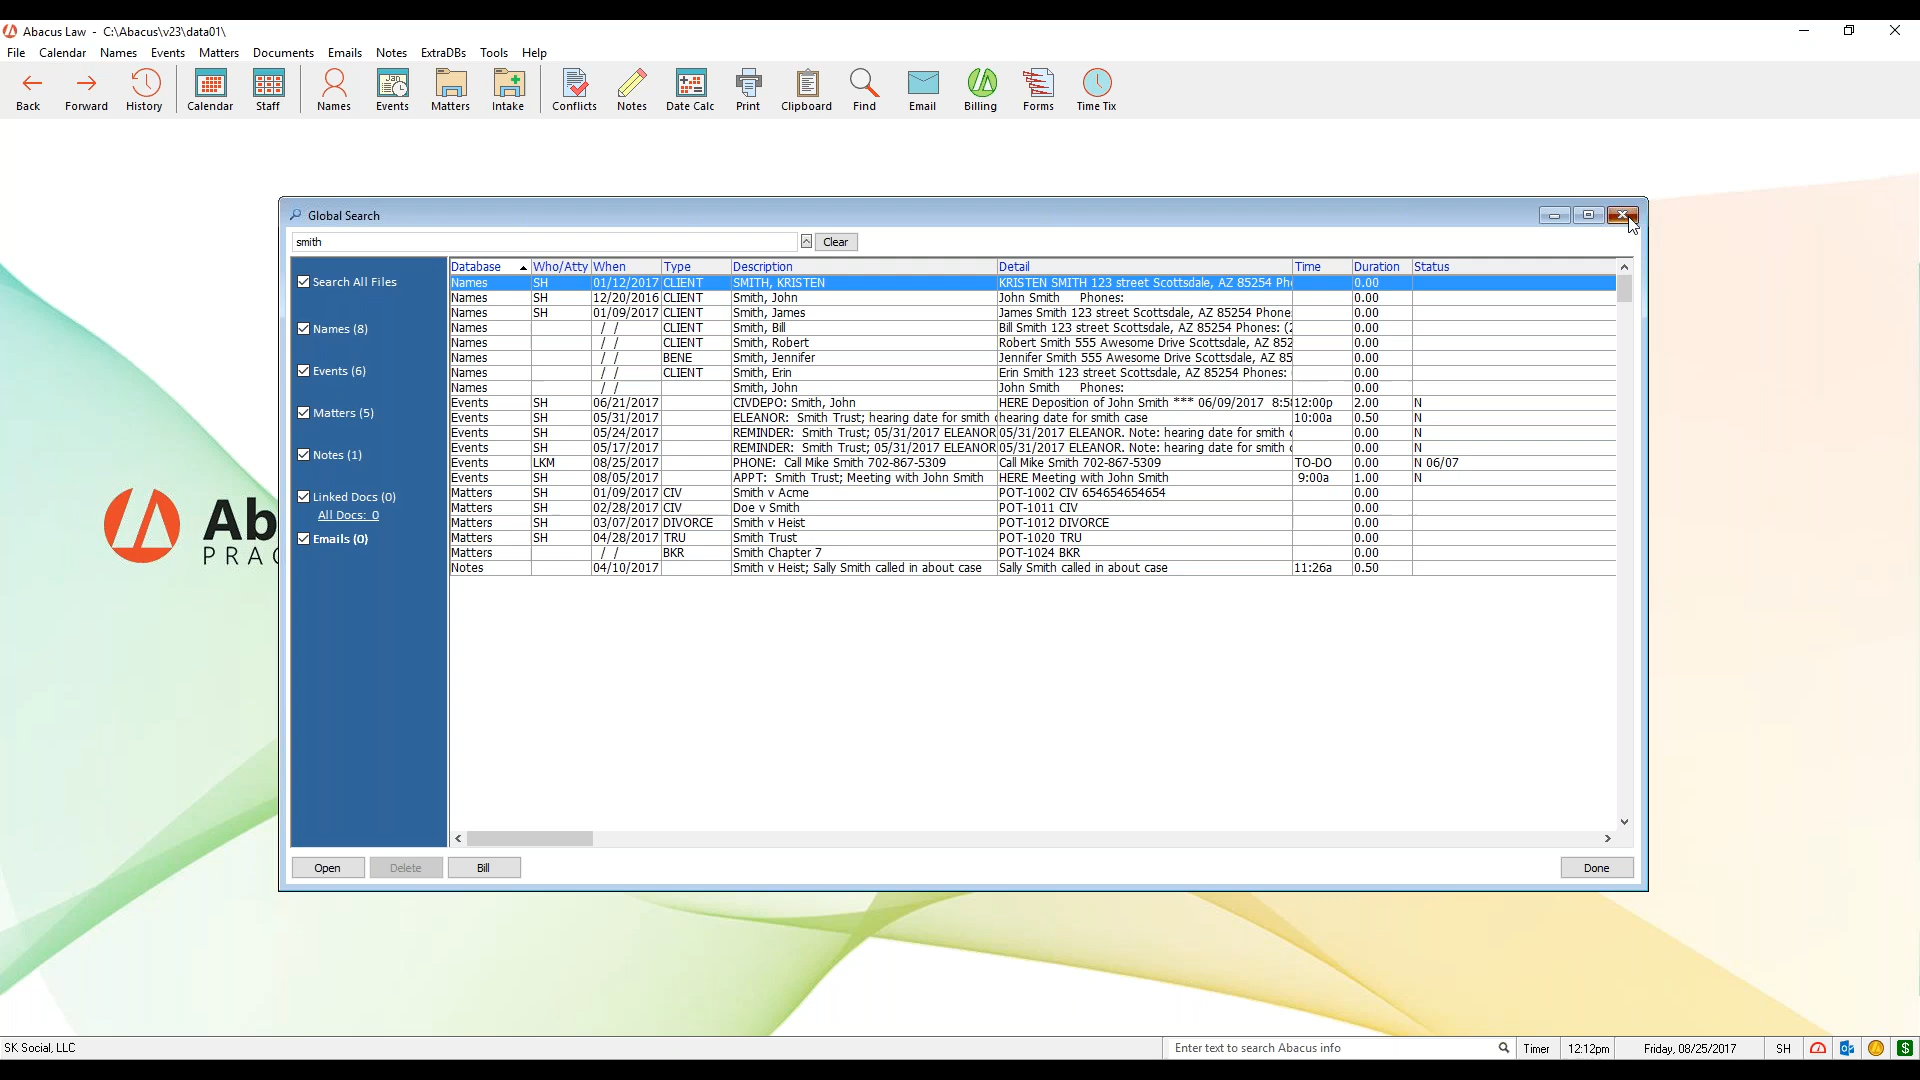 Abacus Law - C:\Abacus\v23\data01\
File Calendar Names Events Matters Documents Emails Notes ExtraDBs Tools Help
Back Forward History Calendar Staff Names Events Matters Intake Conflicts Notes Date Calc Print Clipboard Find Email Billing Forms Time Tix
Global Search
smith Clear
Database Who/Atty When Type Description Detail Time Duration Status
Search All Files
Names (8)
Events (6)
Matters (5)
Notes (1)
Linked Docs (0)
All Docs: 0
Emails (0)
Names SH 01/12/2017 CLIENT SMITH, KRISTEN KRISTEN SMITH 123 street Scottsdale, AZ 85254 Ph 0.00
Names SH 12/20/2016 CLIENT Smith, John John Smith Phones: 0.00
Names SH 01/09/2017 CLIENT Smith, James James Smith 123 street Scottsdale, AZ 85254 Phone 0.00
Names / / CLIENT Smith, Bill Bill Smith 123 street Scottsdale, AZ 85254 Phones: (2 0.00
Names / / CLIENT Smith, Robert Robert Smith 555 Awesome Drive Scottsdale, AZ 852 0.00
Names / / BENE Smith, Jennifer Jennifer Smith 555 Awesome Drive Scottsdale, AZ 85 0.00
Names / / CLIENT Smith, Erin Erin Smith 123 street Scottsdale, AZ 85254 Phones: 0.00
Names / / Smith, John John Smith Phones: 0.00
Events SH 06/21/2017 CIVDEPO: Smith, John HERE Deposition of John Smith *** 06/09/2017 8:5 12:00p 2.00 N
Events SH 05/31/2017 ELEANOR: Smith Trust; hearing date for smith hearing date for smith case 10:00a 0.50 N
Events SH 05/24/2017 REMINDER: Smith Trust; 05/31/2017 ELEANOR 05/31/2017 ELEANOR. Note: hearing date for smith 0.00 N
Events SH 05/17/2017 REMINDER: Smith Trust; 05/31/2017 ELEANOR 05/31/2017 ELEANOR. Note: hearing date for smith 0.00 N
Events LKM 08/25/2017 PHONE: Call Mike Smith 702-867-5309 Call Mike Smith 702-867-5309 TO-DO 0.00 N 06/07
Events SH 08/05/2017 APPT: Smith Trust; Meeting with John Smith HERE Meeting with John Smith 9:00a 1.00 N
Matters SH 01/09/2017 CIV Smith v Acme POT-1002 CIV 654654654654 0.00
Matters SH 02/28/2017 CIV Doe v Smith POT-1011 CIV 0.00
Matters SH 03/07/2017 DIVORCE Smith v Heist POT-1012 DIVORCE 0.00
Matters SH 04/28/2017 TRU Smith Trust POT-1020 TRU 0.00
Matters / / BKR Smith Chapter 7 POT-1024 BKR 0.00
Notes 04/10/2017 Smith v Heist; Sally Smith called in about case Sally Smith called in about case 11:26a 0.50
Ab
PRAC
Open Delete Bill Done
SK Social, LLC Enter text to search Abacus info Timer 12:12pm Friday, 08/25/2017 SH